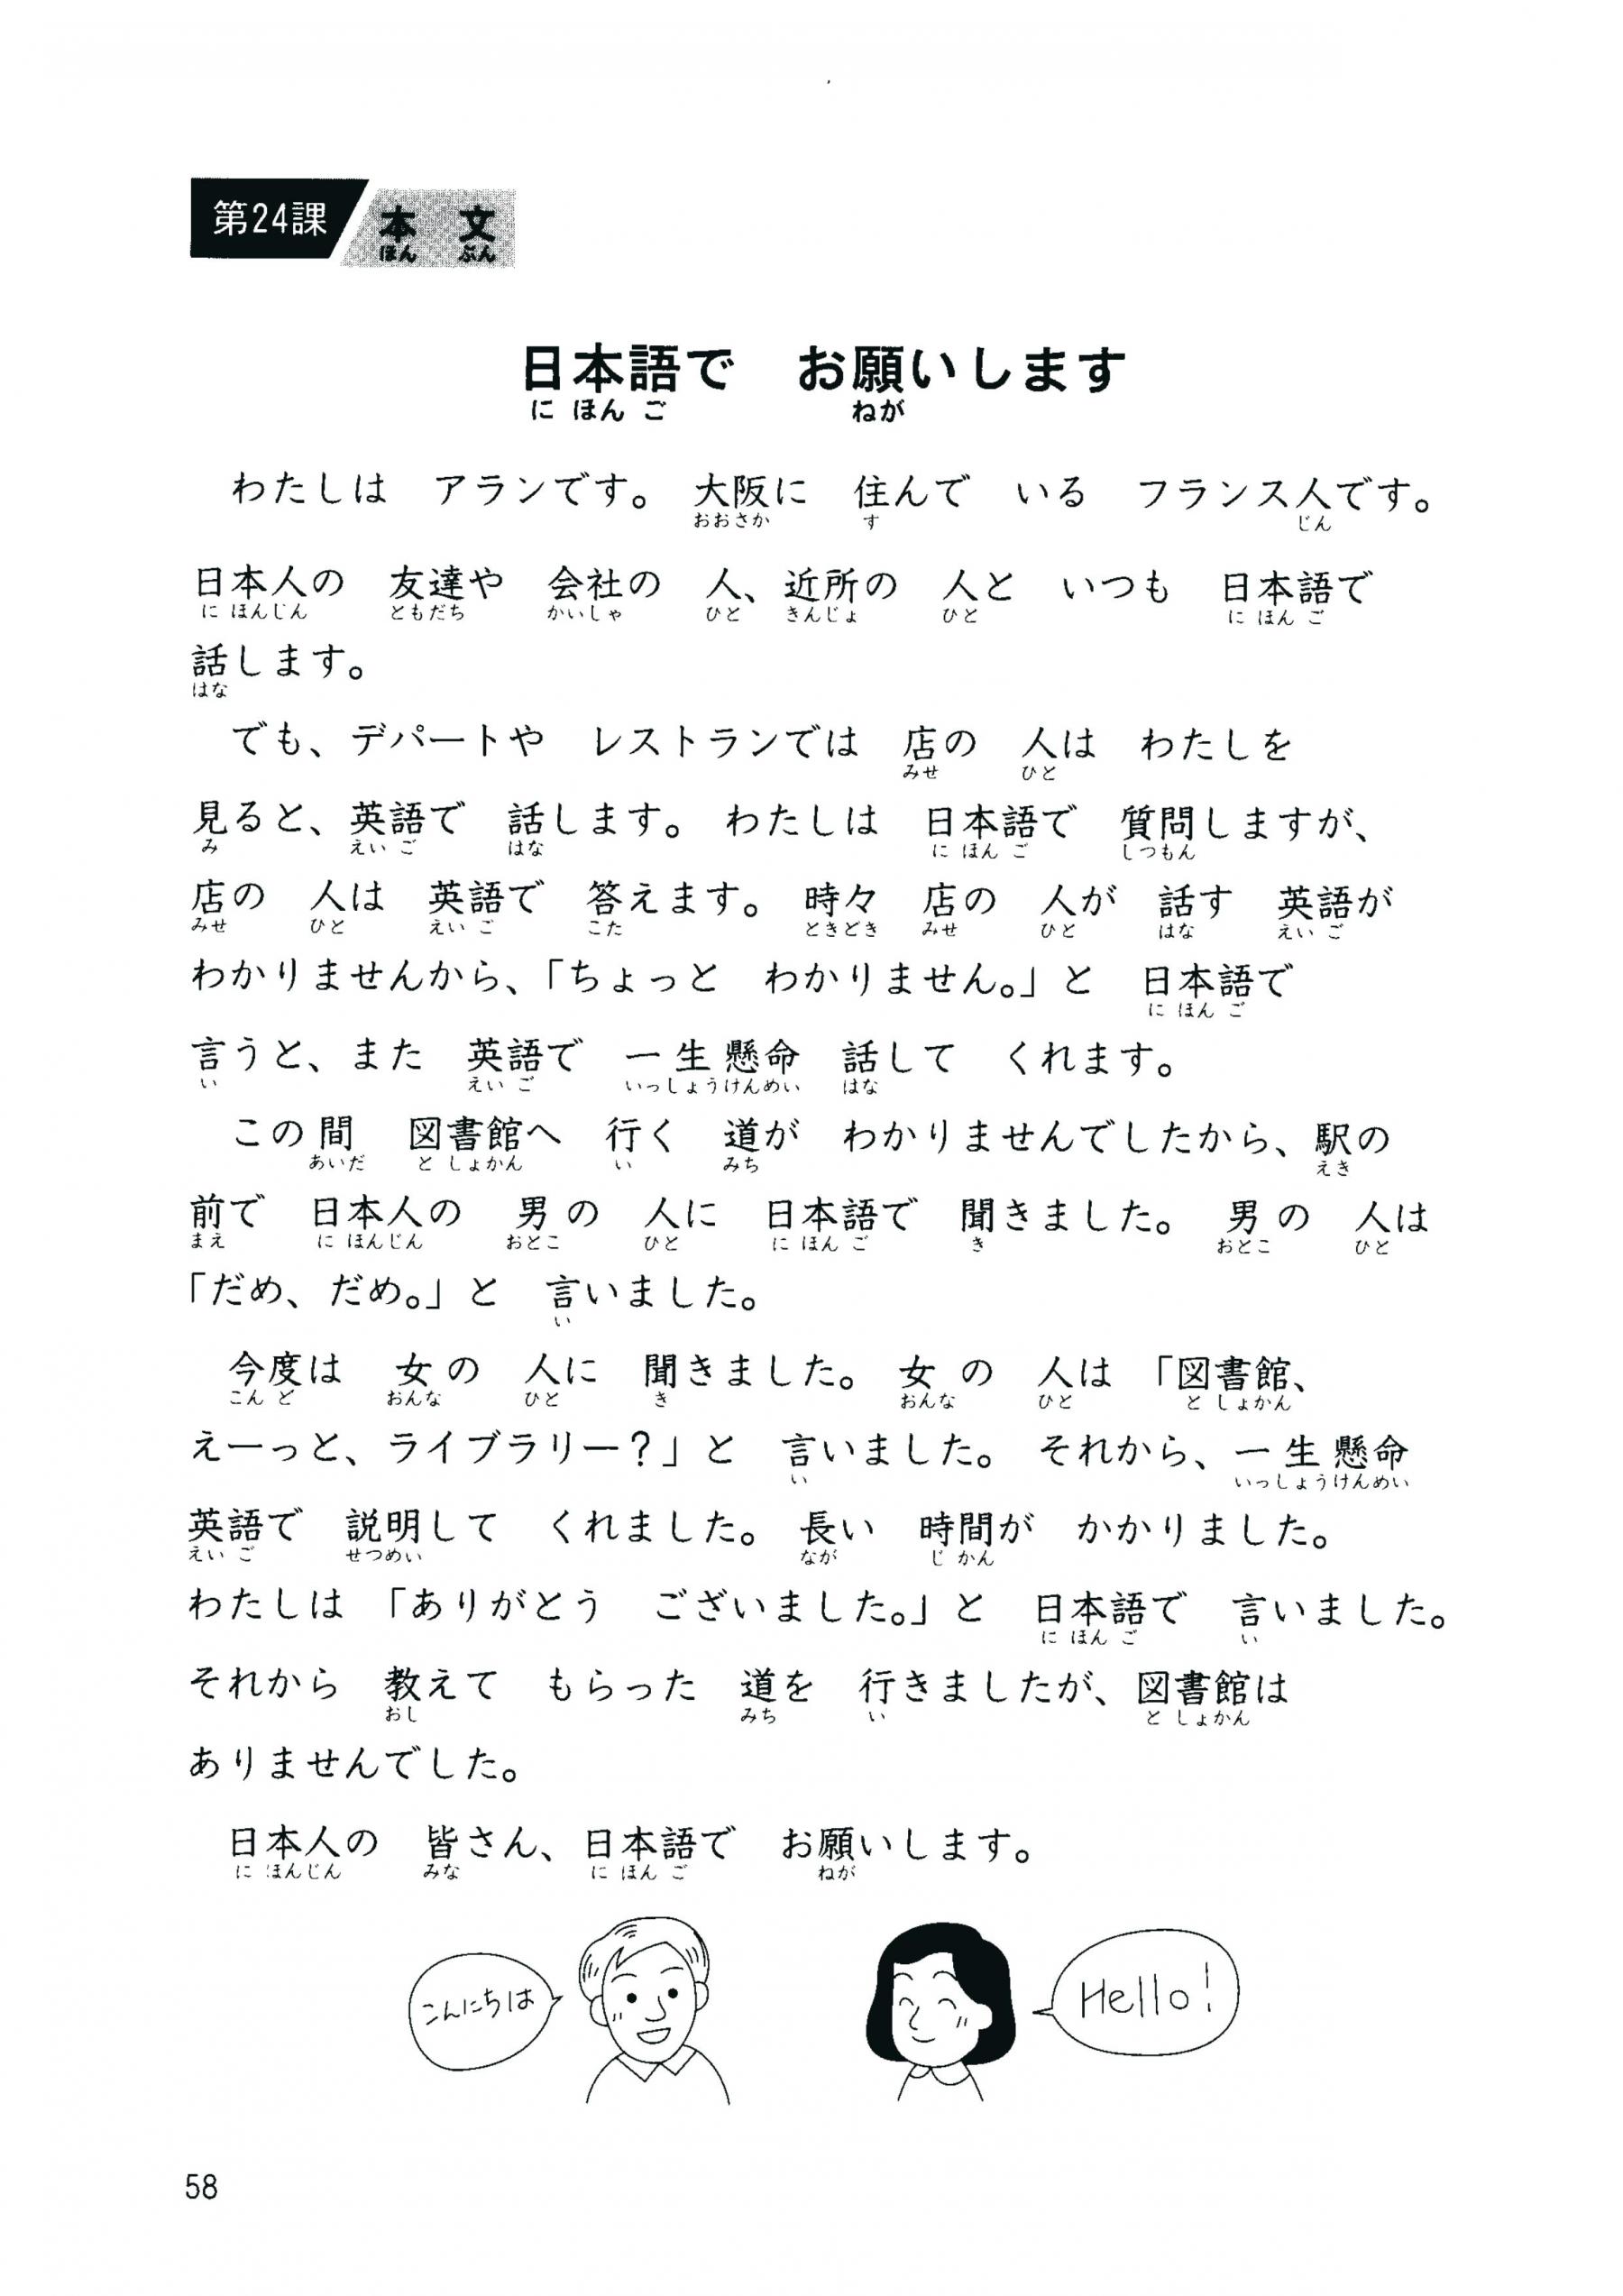 第24課 本文
ほん ぶん
日本語で お願いします
に ほん ご ねが
わたしは アランです。 大阪に 住んで いる フランス人です。
おおさか す じん
日本人の 友達や 会社の 人、近所の 人と いつも 日本語で
に ほんじん ともだち かいしゃ ひと きんじょ ひと に ほん ご
話します。
はな
でも、デパートや レストランでは 店の 人は わたしを
みせ ひと
見ると、英語で 話します。 わたしは 日本語で 質問しますが、
み えい ご はな に ほん ご しつもん
店の 人は 英語で 答えます。 時々 店の 人が 話す 英語が
みせ ひと えい ご こた ときどき みせ ひと はな えい ご
わかりませんから、「ちょっと わかりません。」と 日本語で
に ほん ご
言うと、また 英語で 一生懸命 話して くれます。
い えい ご いっしょうけんめい はな
この間 図書館へ 行く 道が わかりませんでしたから、駅の
あいだ と しょかん い みち えき
前で 日本人の 男の 人に 日本語で 聞きました。 男の 人は
まえ に ほんじん おとこ ひと に ほん ご き おとこ ひと
「だめ、だめ。」と 言いました。
い
今度は 女の 人に 聞きました。 女の 人は 「図書館、
こん ど おんな ひと き おんな ひと と しょかん
えーっと、ライブラリー?」と 言いました。 それから、一生懸命
い いっしょうけんめい
英語で 説明して くれました。 長い 時間が かかりました。
えい ご せつめい なが じ かん
わたしは 「ありがとう ございました。」と 日本語で 言いました。
に ほん ご い
それから 教えて もらった 道を 行きましたが、図書館は
おし みち い と しょかん
ありませんでした。
日本人の 皆さん、日本語で お願いします。
に ほんじん みな に ほん ご ねが
こんにちは
Hello!
58